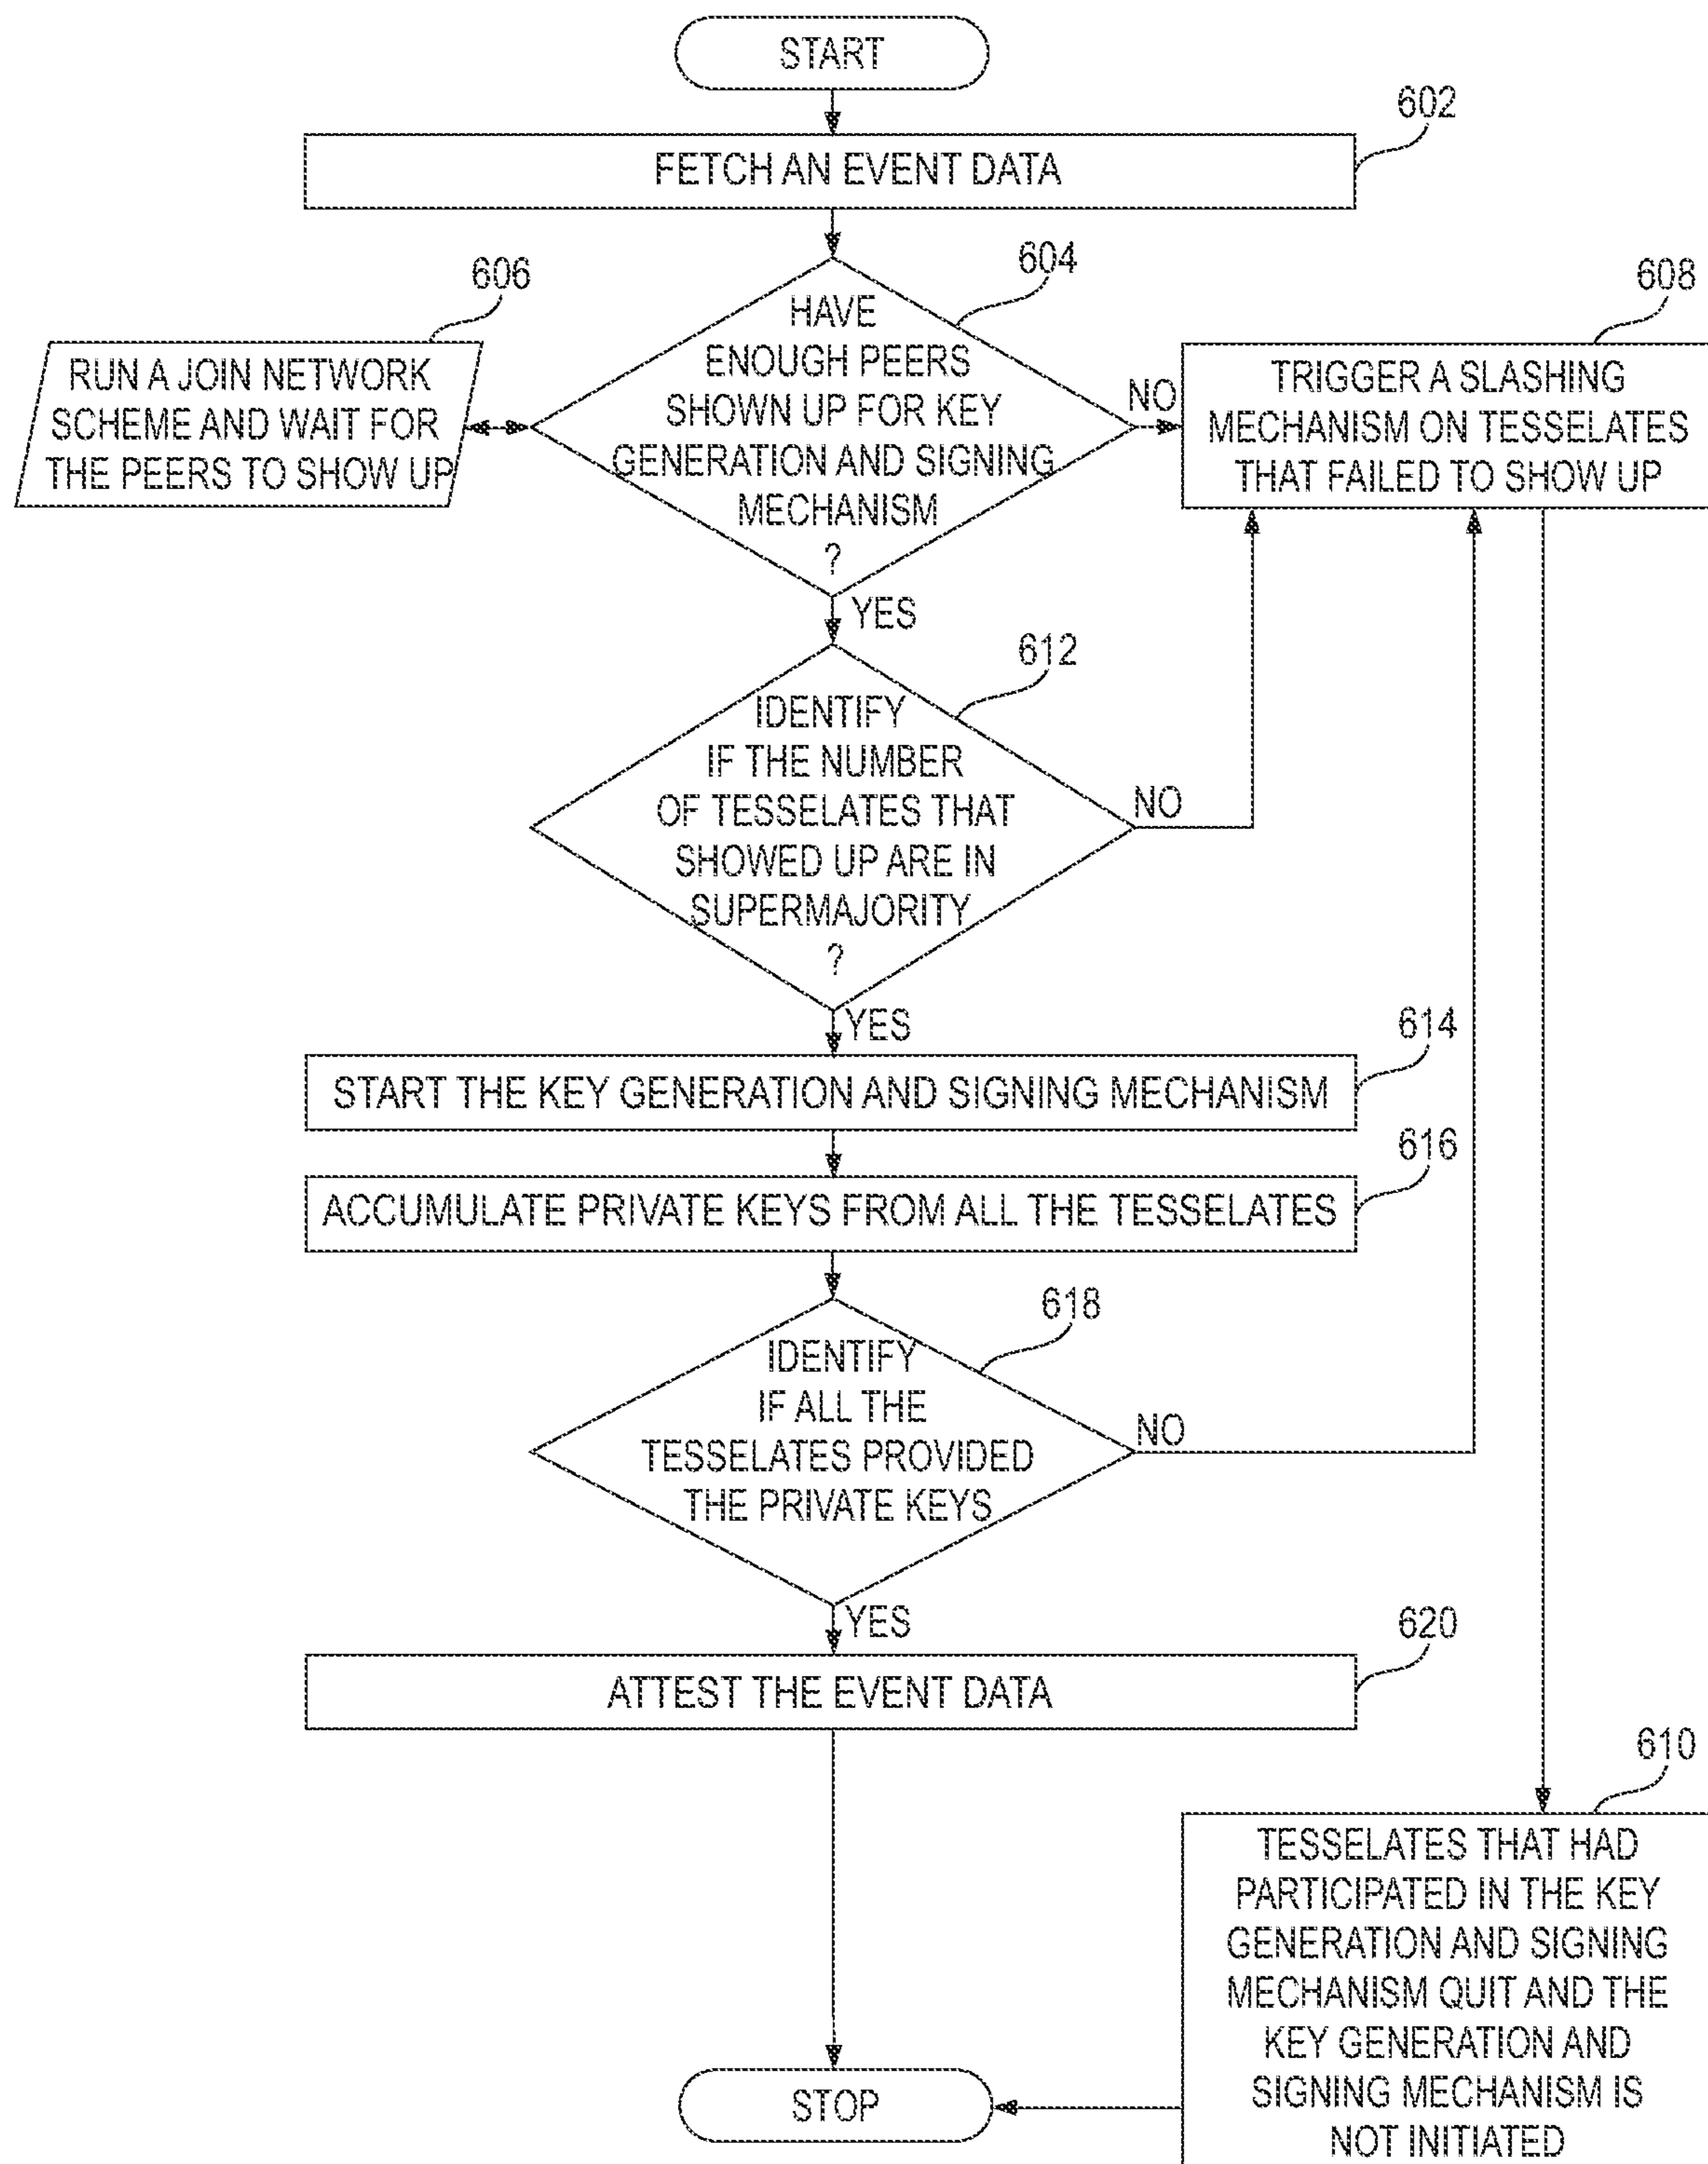 START
602
FETCH AN EVENT DATA
604
HAVE
ENOUGH PEERS
SHOWN UP FOR KEY
GENERATION AND SIGNING
MECHANISM
?
606
RUN A JOIN NETWORK
SCHEME AND WAIT FOR
THE PEERS TO SHOW UP
NO
608
TRIGGER A SLASHING
MECHANISM ON TESSELATES
THAT FAILED TO SHOW UP
YES
612
IDENTIFY
IF THE NUMBER
OF TESSELATES THAT
SHOWED UP ARE IN
SUPERMAJORITY
?
NO
YES
614
START THE KEY GENERATION AND SIGNING MECHANISM
616
ACCUMULATE PRIVATE KEYS FROM ALL THE TESSELATES
618
IDENTIFY
IF ALL THE
TESSELATES PROVIDED
THE PRIVATE KEYS
NO
YES
620
ATTEST THE EVENT DATA
610
TESSELATES THAT HAD
PARTICIPATED IN THE KEY
GENERATION AND SIGNING
MECHANISM QUIT AND THE
KEY GENERATION AND
SIGNING MECHANISM IS
NOT INITIATED
STOP